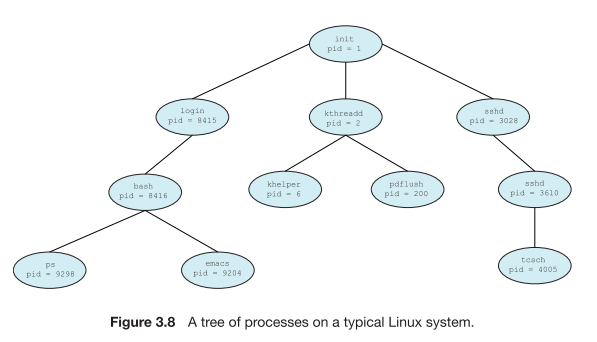 init
pid = 1
login
pid = 8415
kthreadd
pid = 2
sshd
pid = 3028
bash
pid = 8416
khelper
pid = 6
pdflush
pid = 200
sshd
pid = 3610
ps
pid = 9298
emacs
pid = 9204
tcsch
pid = 4005
Figure 3.8 A tree of processes on a typical Linux system.